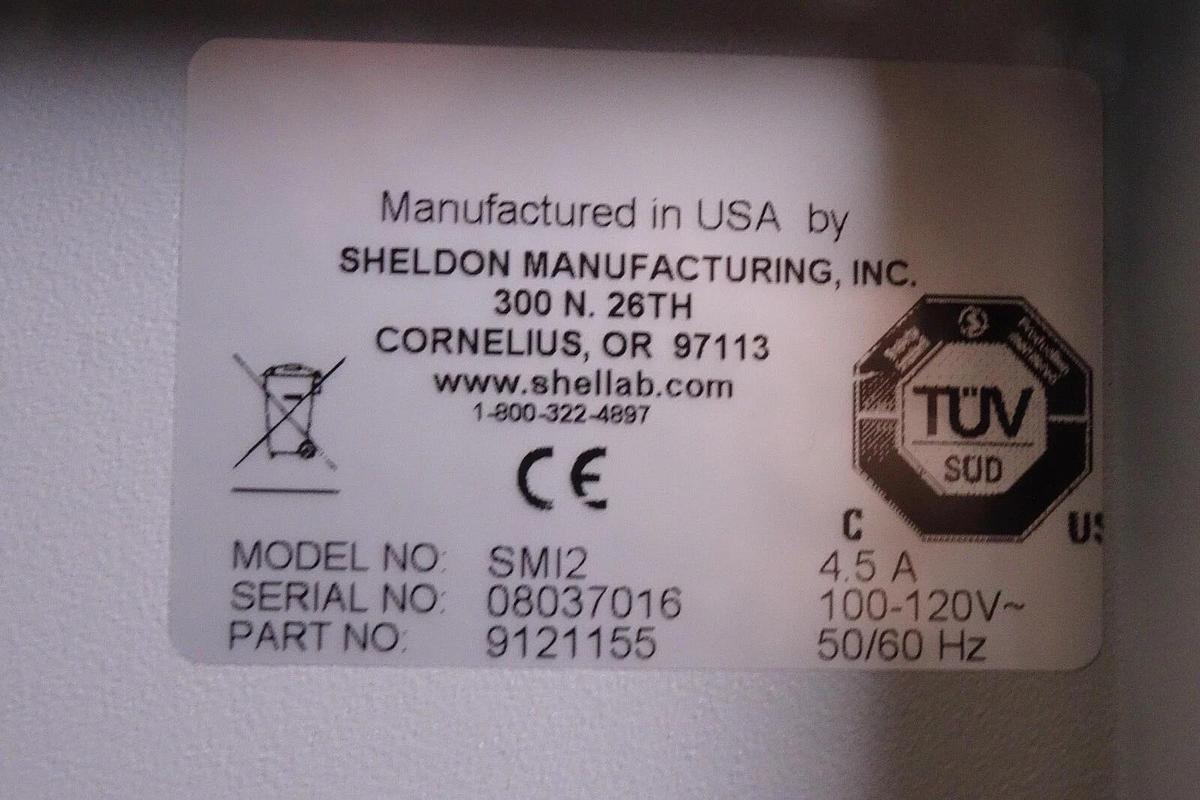 Manufactured in USA by
SHELDON MANUFACTURING, INC.
300 N. 26TH
CORNELIUS, OR 97113
www.shellab.com
1-800-322-4897
CE
TÜV
SÜD
C US
MODEL NO: SMI2 4.5 A
SERIAL NO: 08037016 100-120V~
PART NO: 9121155 50/60 Hz